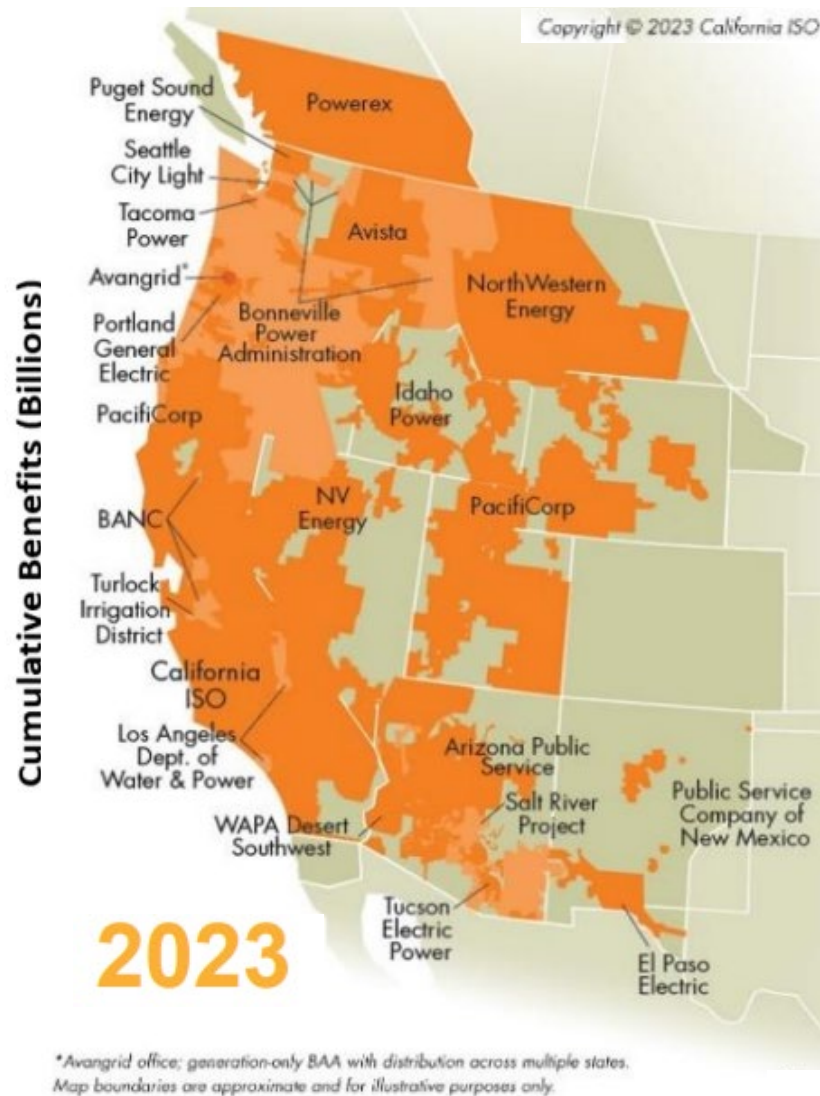 Copyright © 2023 California ISO
Puget Sound
Energy
Powerex
Seattle
City Light
Tacoma
Power
Avista
Avangrid*
NorthWestern
Energy
Bonneville
Power
Administration
Portland
General
Electric
Idaho
Power
PacifiCorp
NV
Energy
PacifiCorp
BANC
Turlock
Irrigation
District
California
ISO
Los Angeles
Dept. of
Water & Power
Arizona Public
Service
Salt River
Project
Public Service
Company of
New Mexico
WAPA Desert
Southwest
Tucson
Electric
Power
El Paso
Electric
Cumulative Benefits (Billions)
2023
*Avangrid office; generation-only BAA with distribution across multiple states.
Map boundaries are approximate and for illustrative purposes only.